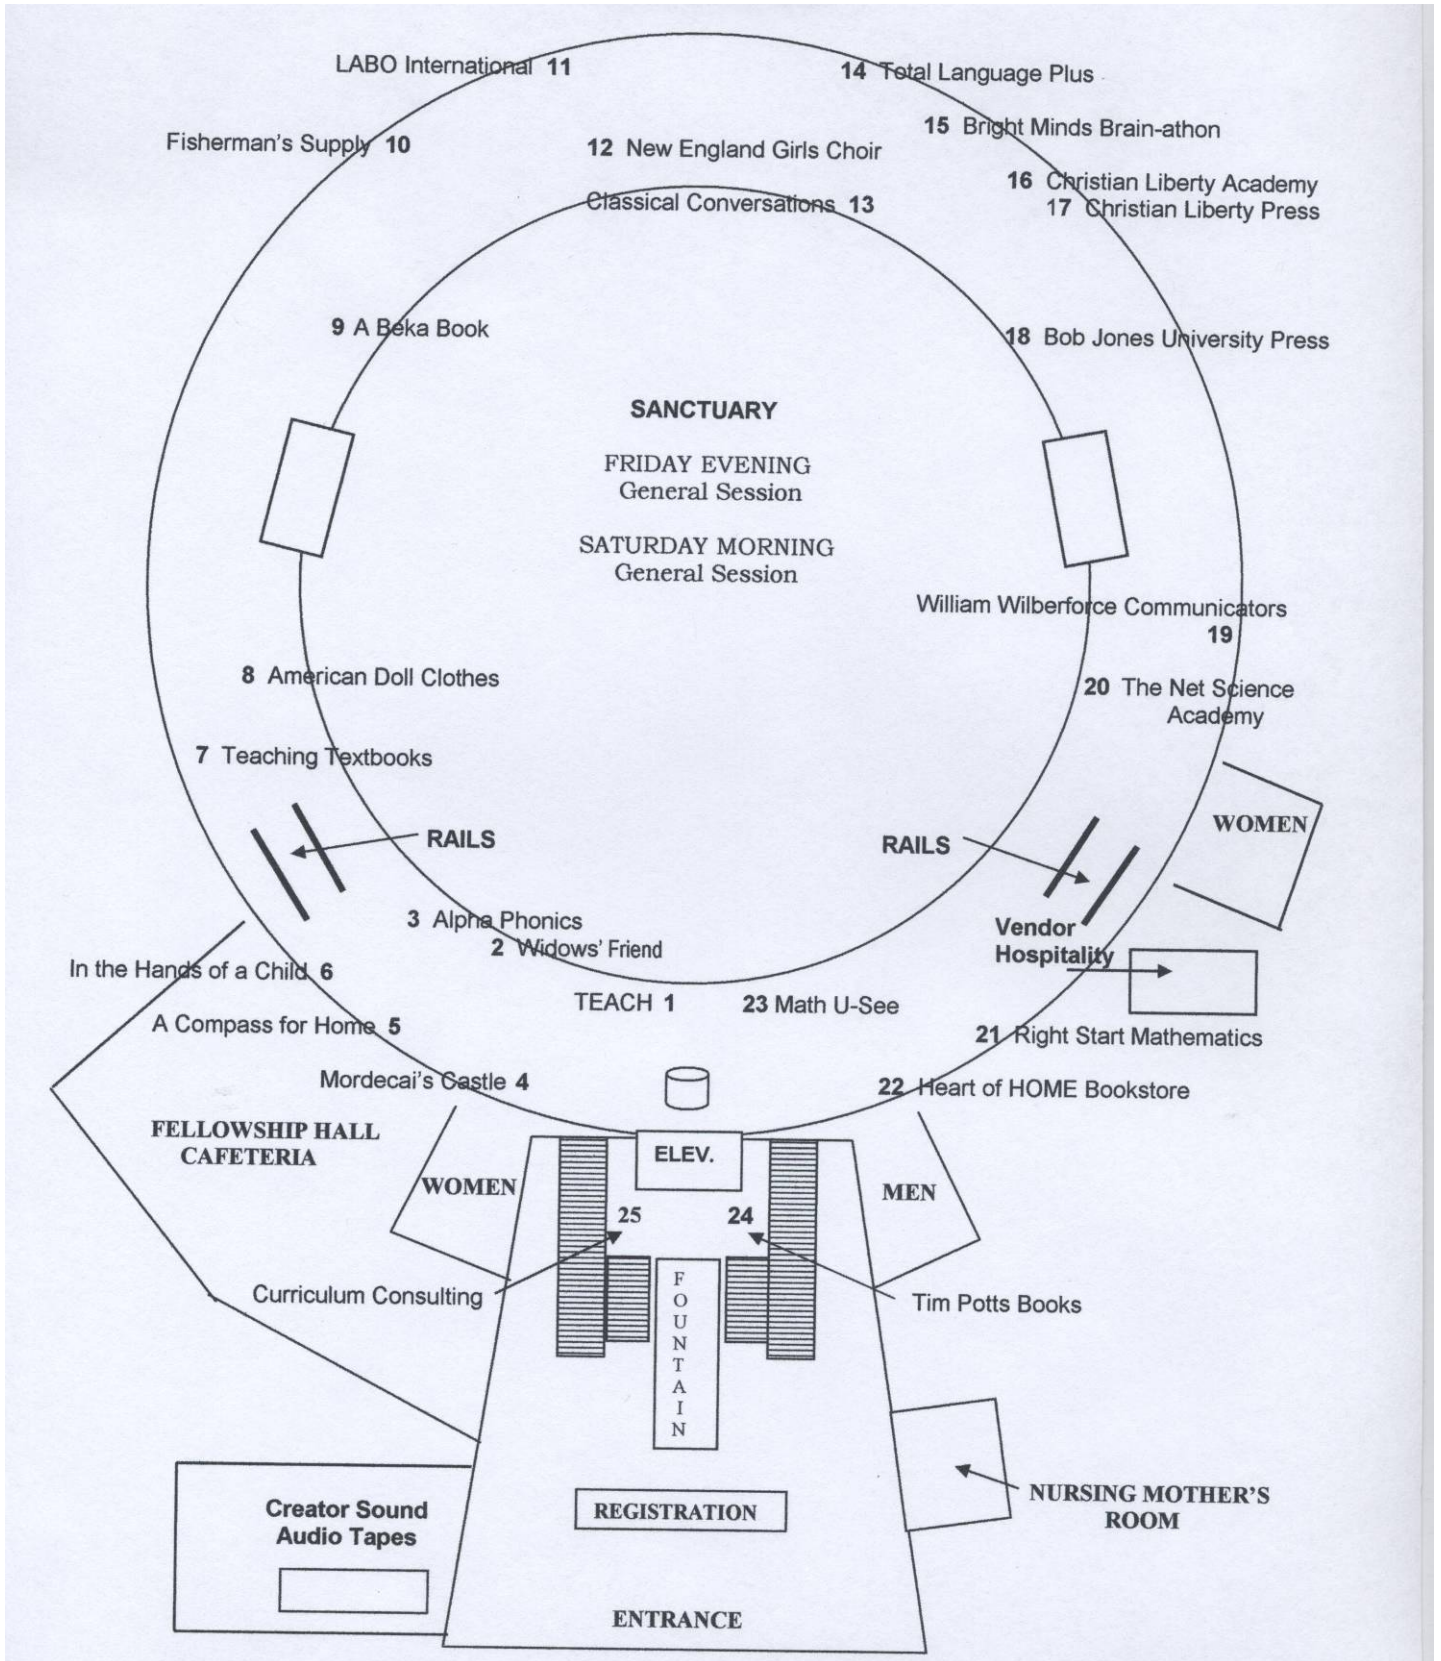 LABO International 11
14 Total Language Plus
15 Bright Minds Brain-athon
Fisherman's Supply 10
12 New England Girls Choir
16 Christian Liberty Academy
17 Christian Liberty Press
Classical Conversations 13
9 A Beka Book
18 Bob Jones University Press
SANCTUARY
FRIDAY EVENING
General Session
SATURDAY MORNING
General Session
William Wilberforce Communicators
19
8 American Doll Clothes
20 The Net Science
Academy
7 Teaching Textbooks
WOMEN
RAILS
RAILS
3 Alpha Phonics
2 Widows' Friend
Vendor
Hospitality
In the Hands of a Child 6
TEACH 1
23 Math U-See
A Compass for Home 5
21 Right Start Mathematics
Mordecai's Castle 4
22 Heart of HOME Bookstore
FELLOWSHIP HALL
CAFETERIA
ELEV.
WOMEN
MEN
25
24
Curriculum Consulting
Tim Potts Books
FOUNTAIN
NURSING MOTHER'S
ROOM
Creator Sound
Audio Tapes
REGISTRATION
ENTRANCE